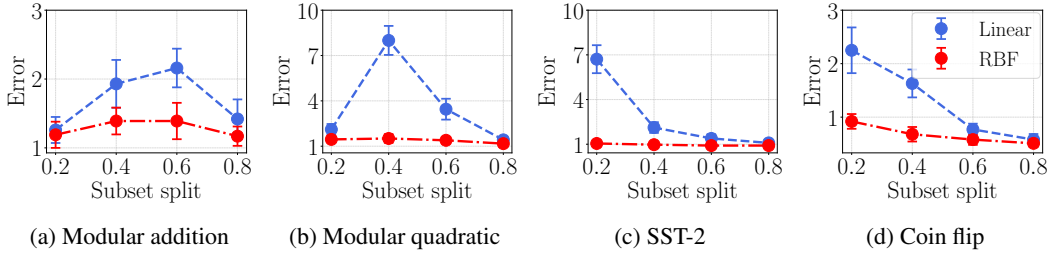 3
2
1
Error
0.2 0.4 0.6 0.8
Subset split
(a) Modular addition
10
7
4
1
Error
0.2 0.4 0.6 0.8
Subset split
(b) Modular quadratic
10
7
4
1
Error
0.2 0.4 0.6 0.8
Subset split
(c) SST-2
3
2
1
Error
Linear
RBF
0.2 0.4 0.6 0.8
Subset split
(d) Coin flip